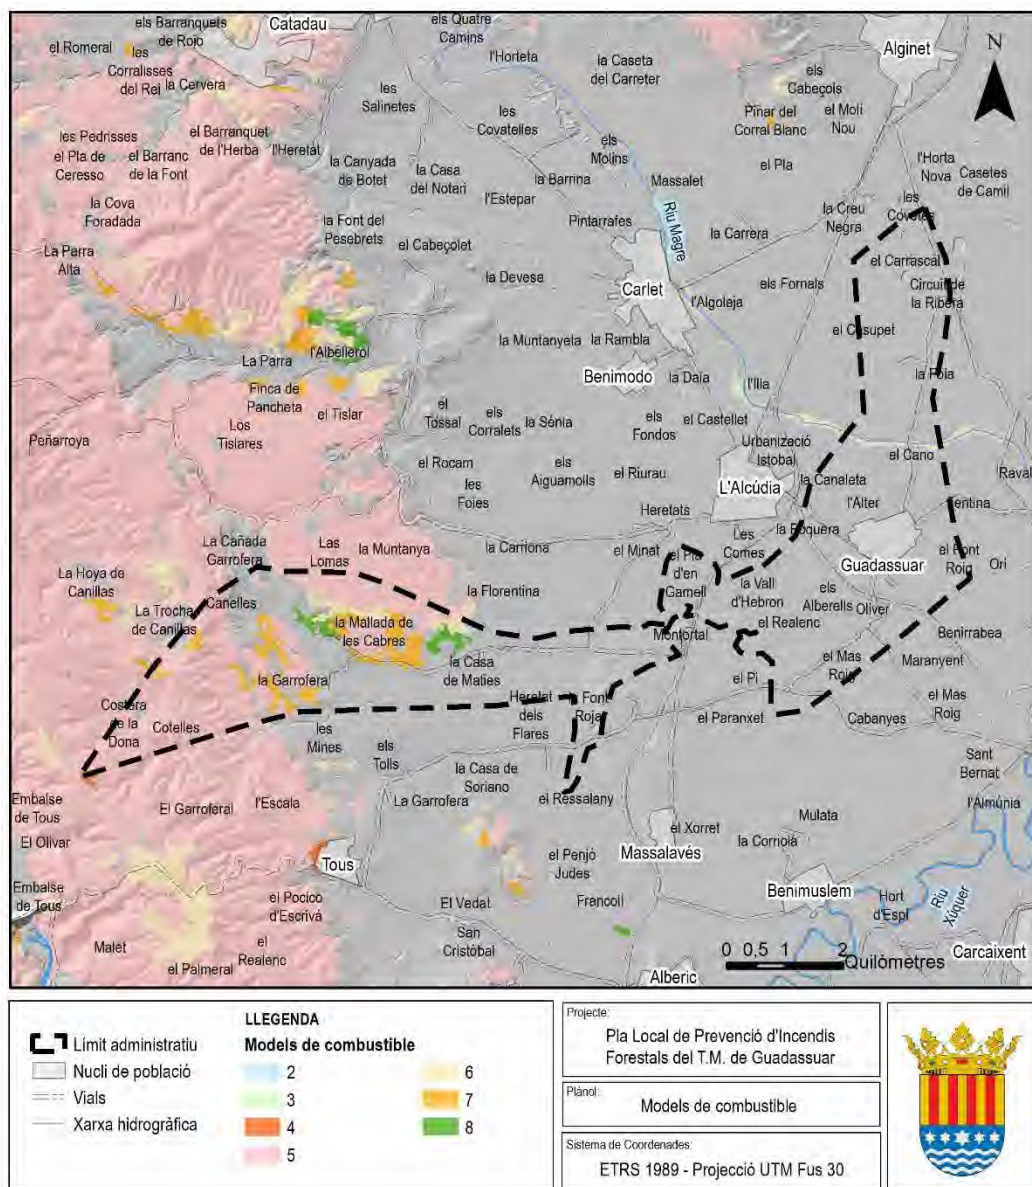 els Barranquets
de Rojo
Catadau
els Quatre
Camins
l'Horteta
la Caseta
del Carreter
Alginet
N
el Romeral
les
Corralisses
del Rei
la Cervera
les
Salinetes
els
Cabeçols
Pinar del
Corral Blanc
el Molí
Nou
les Pedrisses
el Pla de
Ceresso
el Barranc
de la Font
el Barranquet
de l'Herba
l'Heretat
les
Covatelles
els
Molins
la Canyada
de Botet
la Casa
del Notari
la Barrina
Massalet
el Pla
l'Horta
Nova
Casetes
de Camil
l'Estepar
Pintarrafes
Riu Magre
la Cova
Foradada
la Font del
Pesebrets
el Cabeçolet
la Carrera
la Creu
Negra
les
Covetes
La Parra
Alta
la Devesa
Carlet
els Fornals
el Carrascal
Circuit de
la Ribera
l'Algoleja
el Casupet
la Muntanyeta
la Rambla
La Parra
l'Albelleról
Benimodo
la Daia
l'Illa
la Foia
Finca de
Pancheta
el Tislar
Los
Tislares
Peñarroya
el
Tossal
els
Corralets
la Sénia
els
Fondos
el Castellet
Urbanizació
Istobal
el Cano
Raval
el Rocam
les
Foies
els
Aiguamolls
el Riurau
L'Alcúdia
la Canaleta
l'Alter
Heretats
La Cañada
Garrofera
Las
Lomas
la Muntanya
la Carriona
el Minat
Les
Comes
la Boquera
Guadassuar
el Pont
Roig
Ori
La Hoya de
Canillas
La Trocha
de Canillas
Canelles
la Florentina
el Pla
d'en
Gamell
la Vall
d'Hebron
els
Alberells
Oliver
el Realenc
la Mallada de
les Cabres
Montortal
Benirrabea
Maranyent
la Casa
de Maties
la Garrofera
Costera
de la
Dona
Cotelles
Heretat
dels
Flares
Font
Roja
el Pi
el Mas
Roig
el Mas
Roig
el Paranxet
Cabanyes
les
Mines
els
Tolls
la Casa de
Soriano
Sant
Bernat
Embalse
de Tous
El Garroferal
l'Escala
La Garrofera
el Ressalany
l'Almúnia
El Olivar
Tous
el Xorret
Mulata
Massalavés
la Corriolà
el Penjó
Judes
Benimuslem
Embalse
de Tous
el Pocico
d'Escrivà
El Vedat
Francolí
Hort
d'Espí
Riu
Xúquer
Malet
el
Realenc
San
Cristóbal
Carcaixent
el Palmeral
Alberic
0 0,5 1 2
Quilòmetres
LLEGENDA
Límit administratiu
Nucli de població
Vials
Xarxa hidrogràfica
Models de combustible
2
3
4
5
6
7
8
Projecte:
Pla Local de Prevenció d'Incendis
Forestals del T.M. de Guadassuar
Plànol:
Models de combustible
Sistema de Coordenades:
ETRS 1989 - Projecció UTM Fus 30